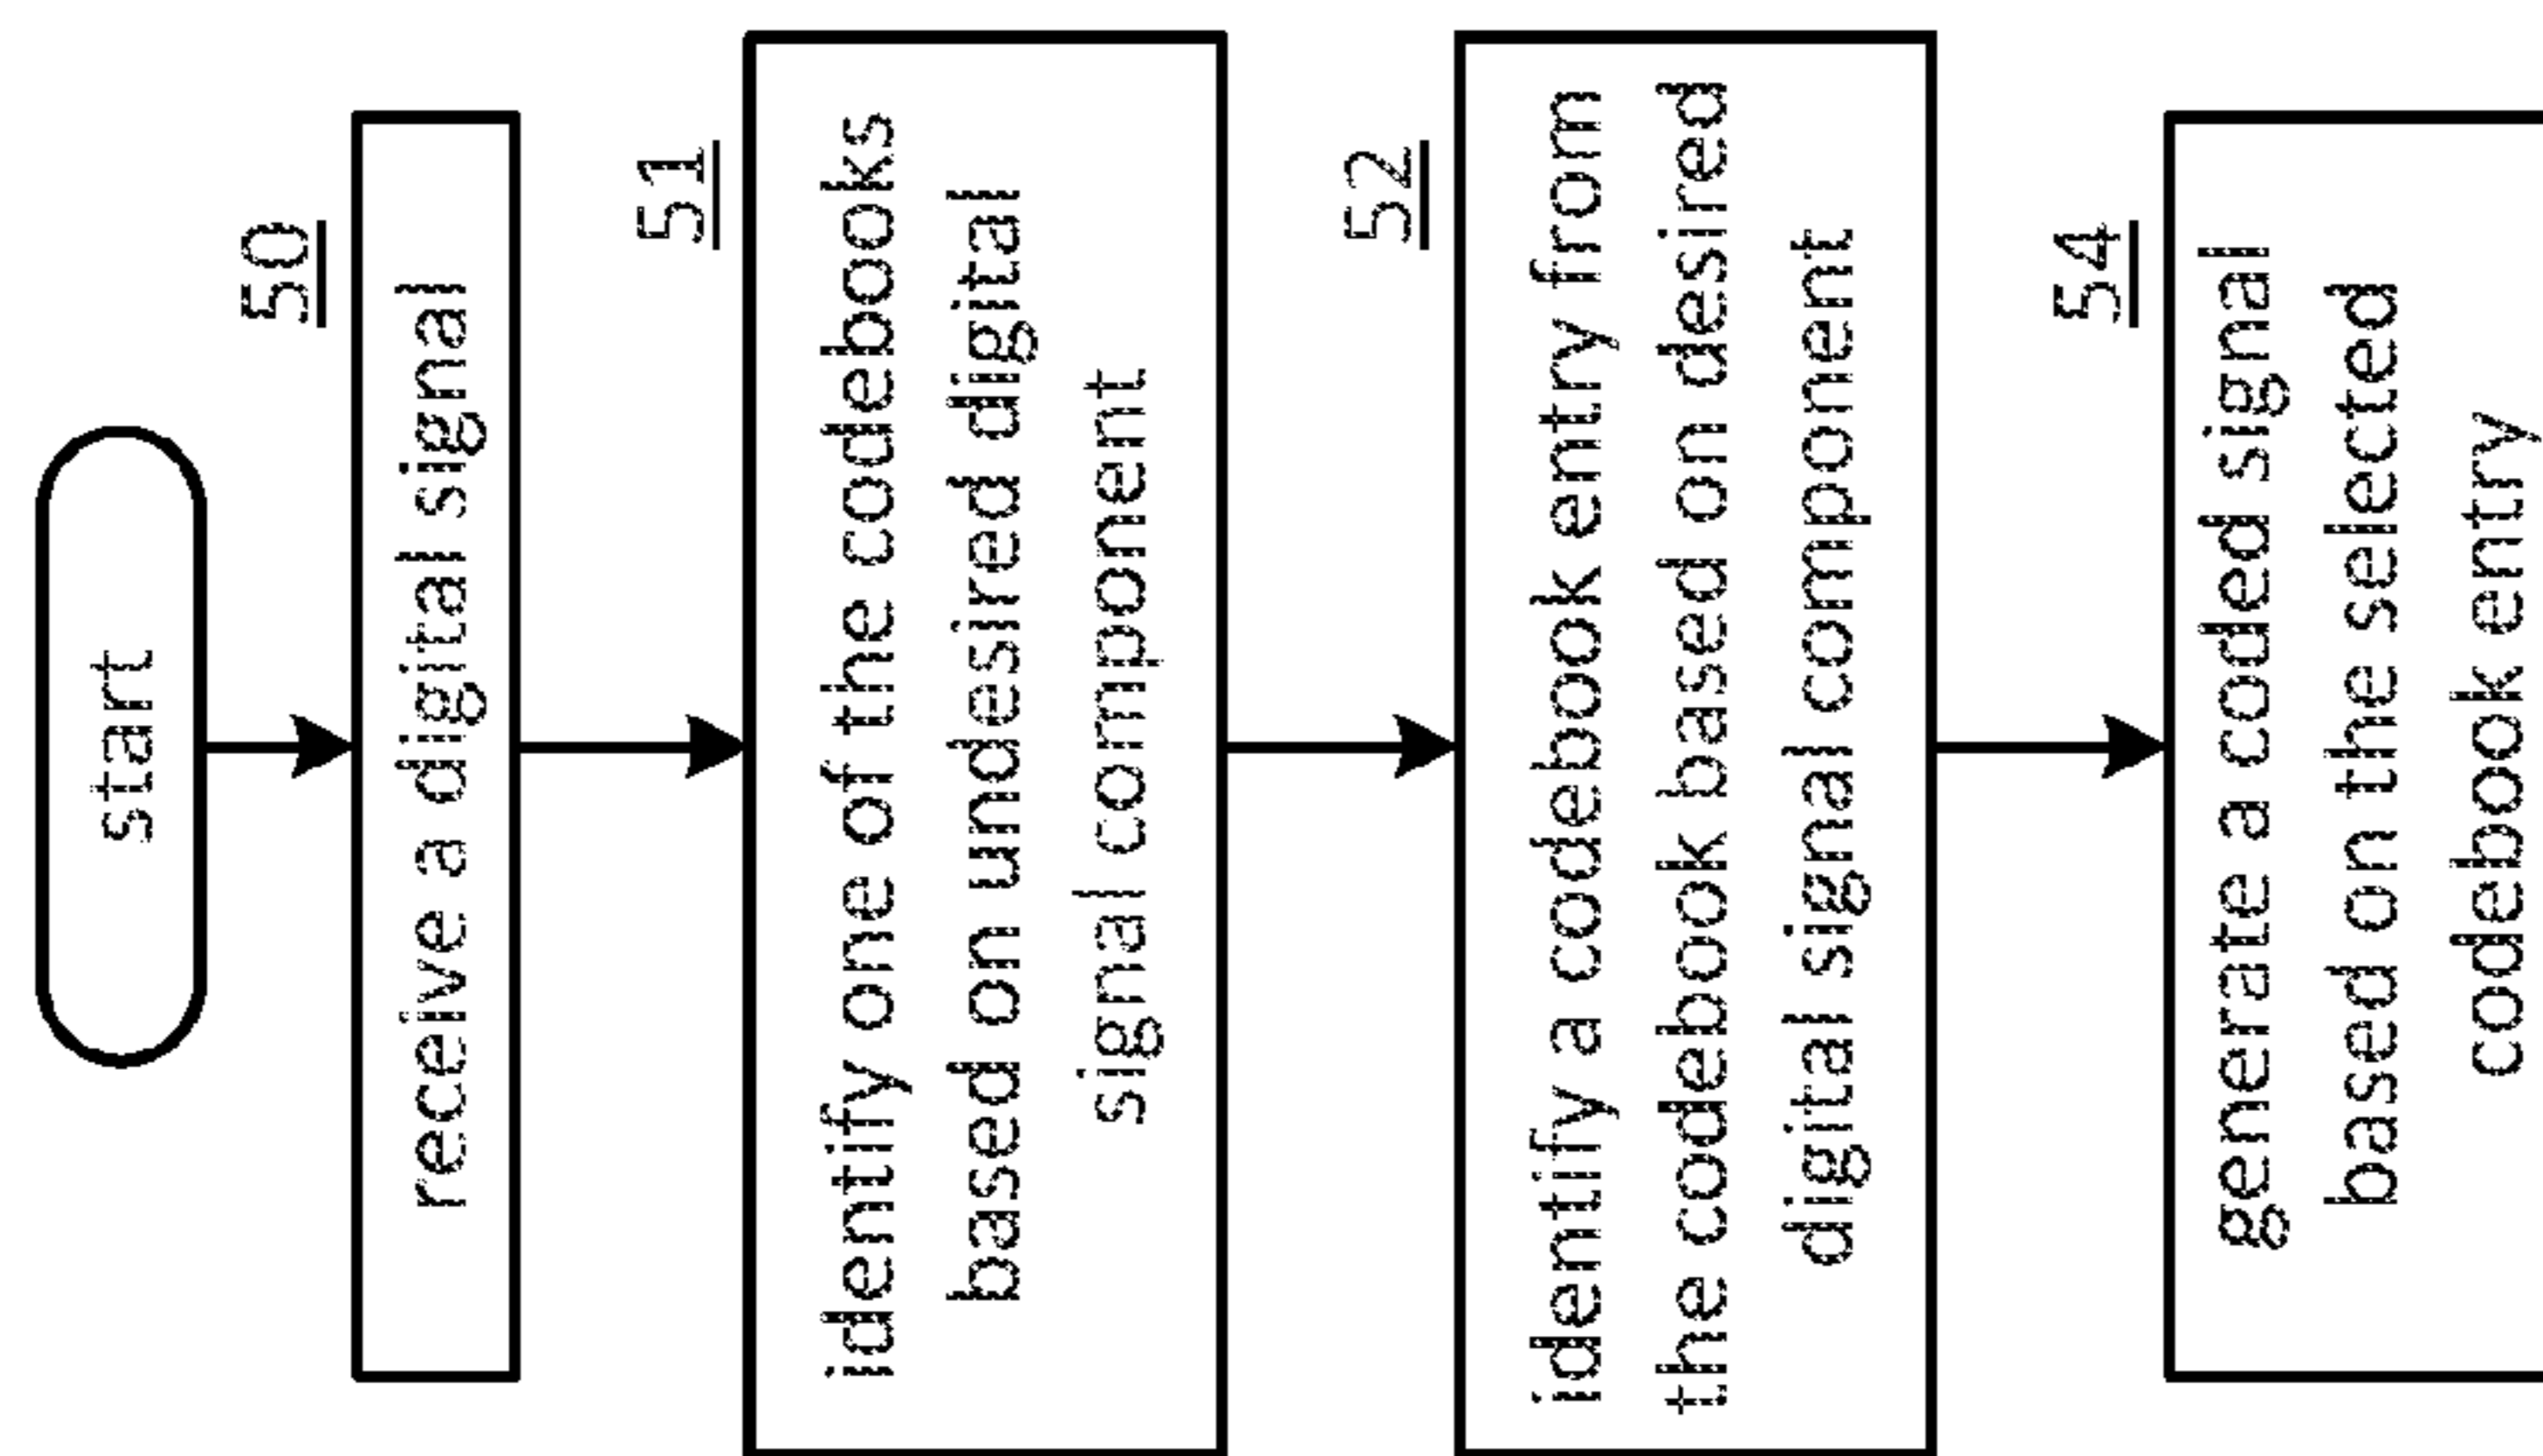 start
50
receive a digital signal
51
identify one of the codebooks
based on undesired digital
signal component
52
identify a codebook entry from
the codebook based on desired
digital signal component
54
generate a coded signal
based on the selected
codebook entry